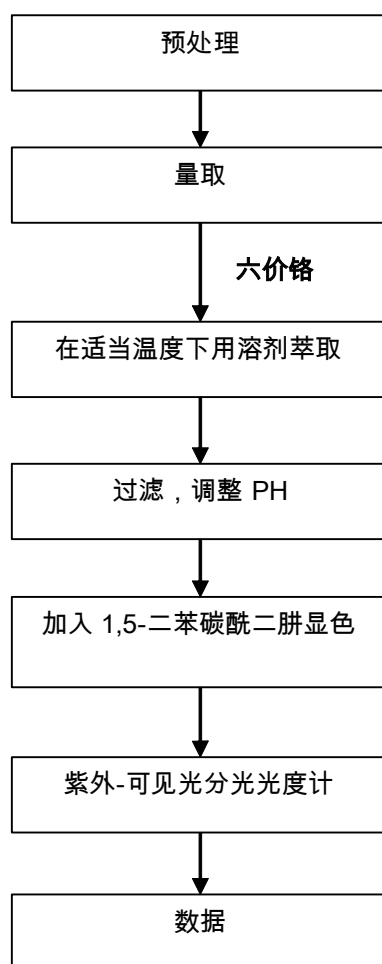 预处理
量取
六价铬
在适当温度下用溶剂萃取
过滤，调整 PH
加入 1,5-二苯碳酰二肼显色
紫外-可见光分光光度计
数据